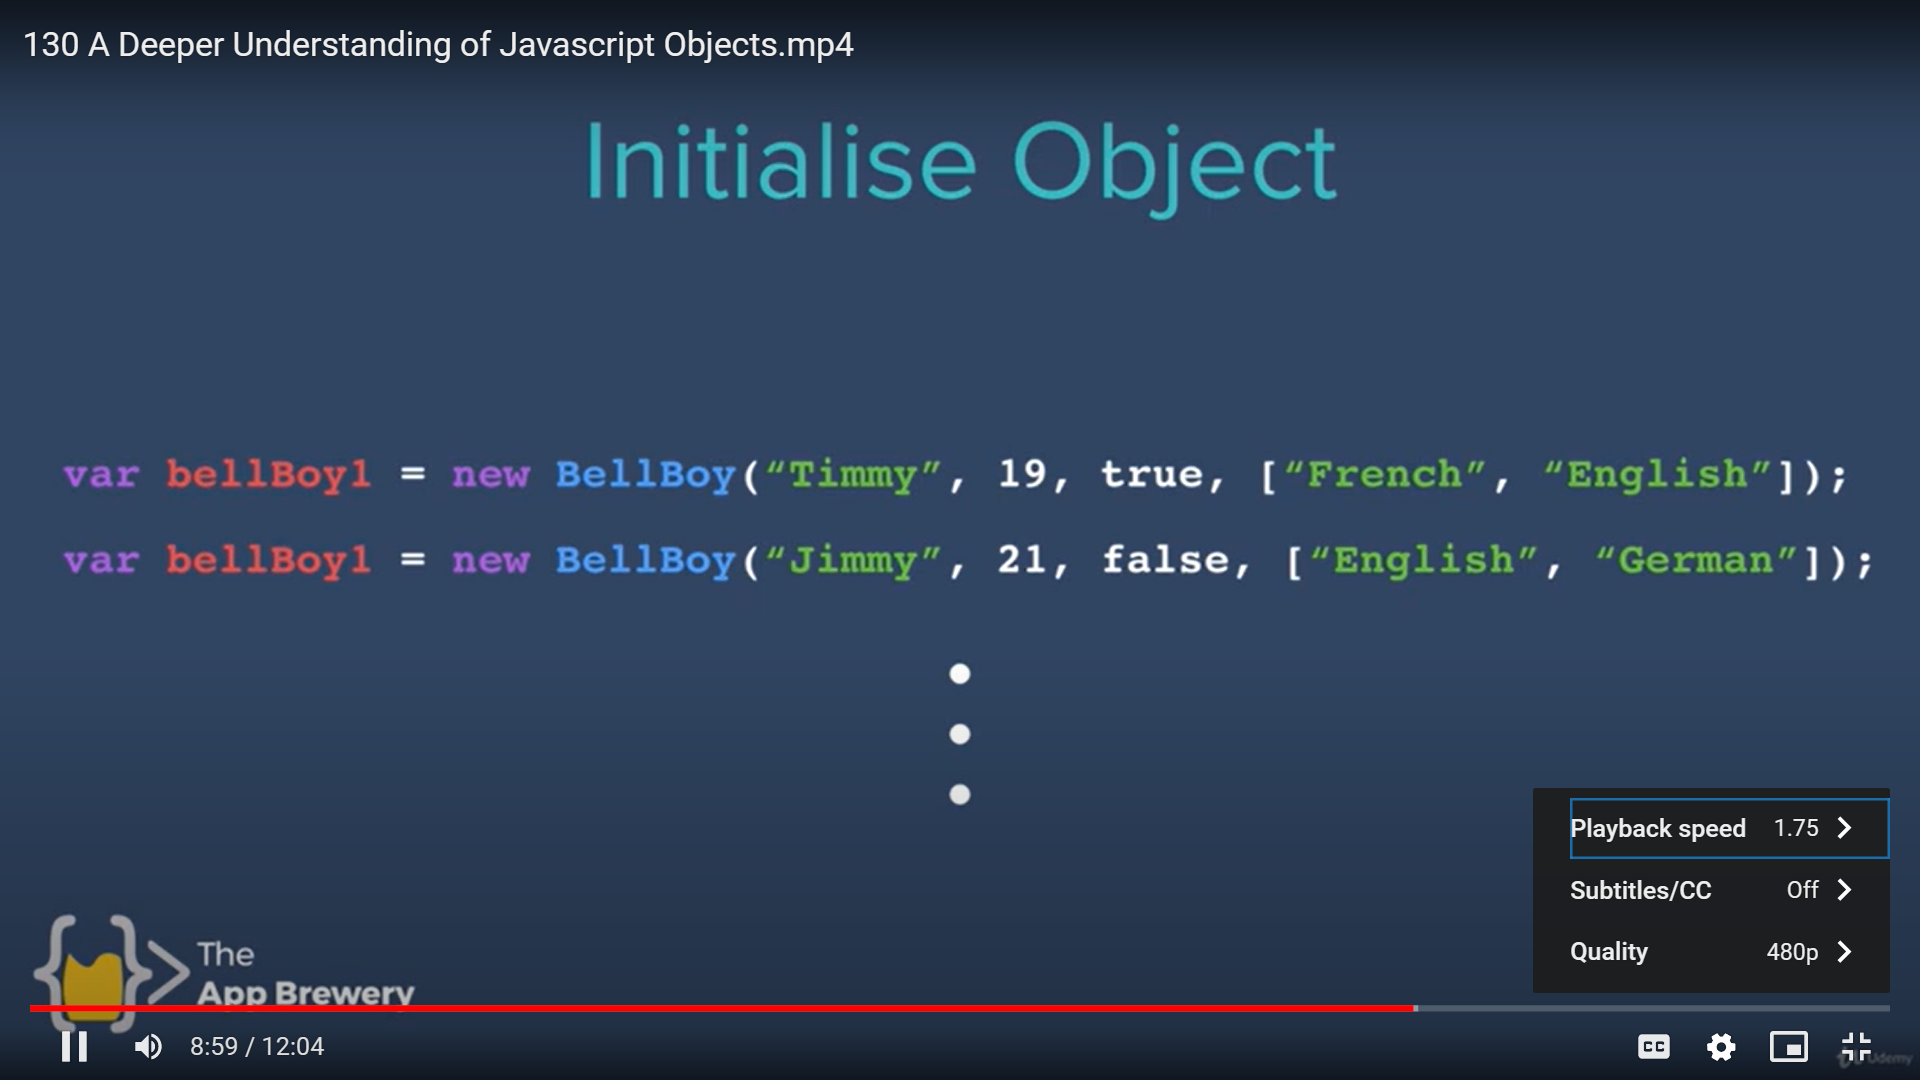 130 A Deeper Understanding of Javascript Objects.mp4
Initialise Object
var bellBoy1 = new BellBoy(“Timmy”, 19, true, [“French”, “English”]);
var bellBoy1 = new BellBoy(“Jimmy”, 21, false, [“English”, “German”]);
Playback speed 1.75
Subtitles/CC Off
Quality 480p
The
App Brewery
8:59 / 12:04
CC
Udemy